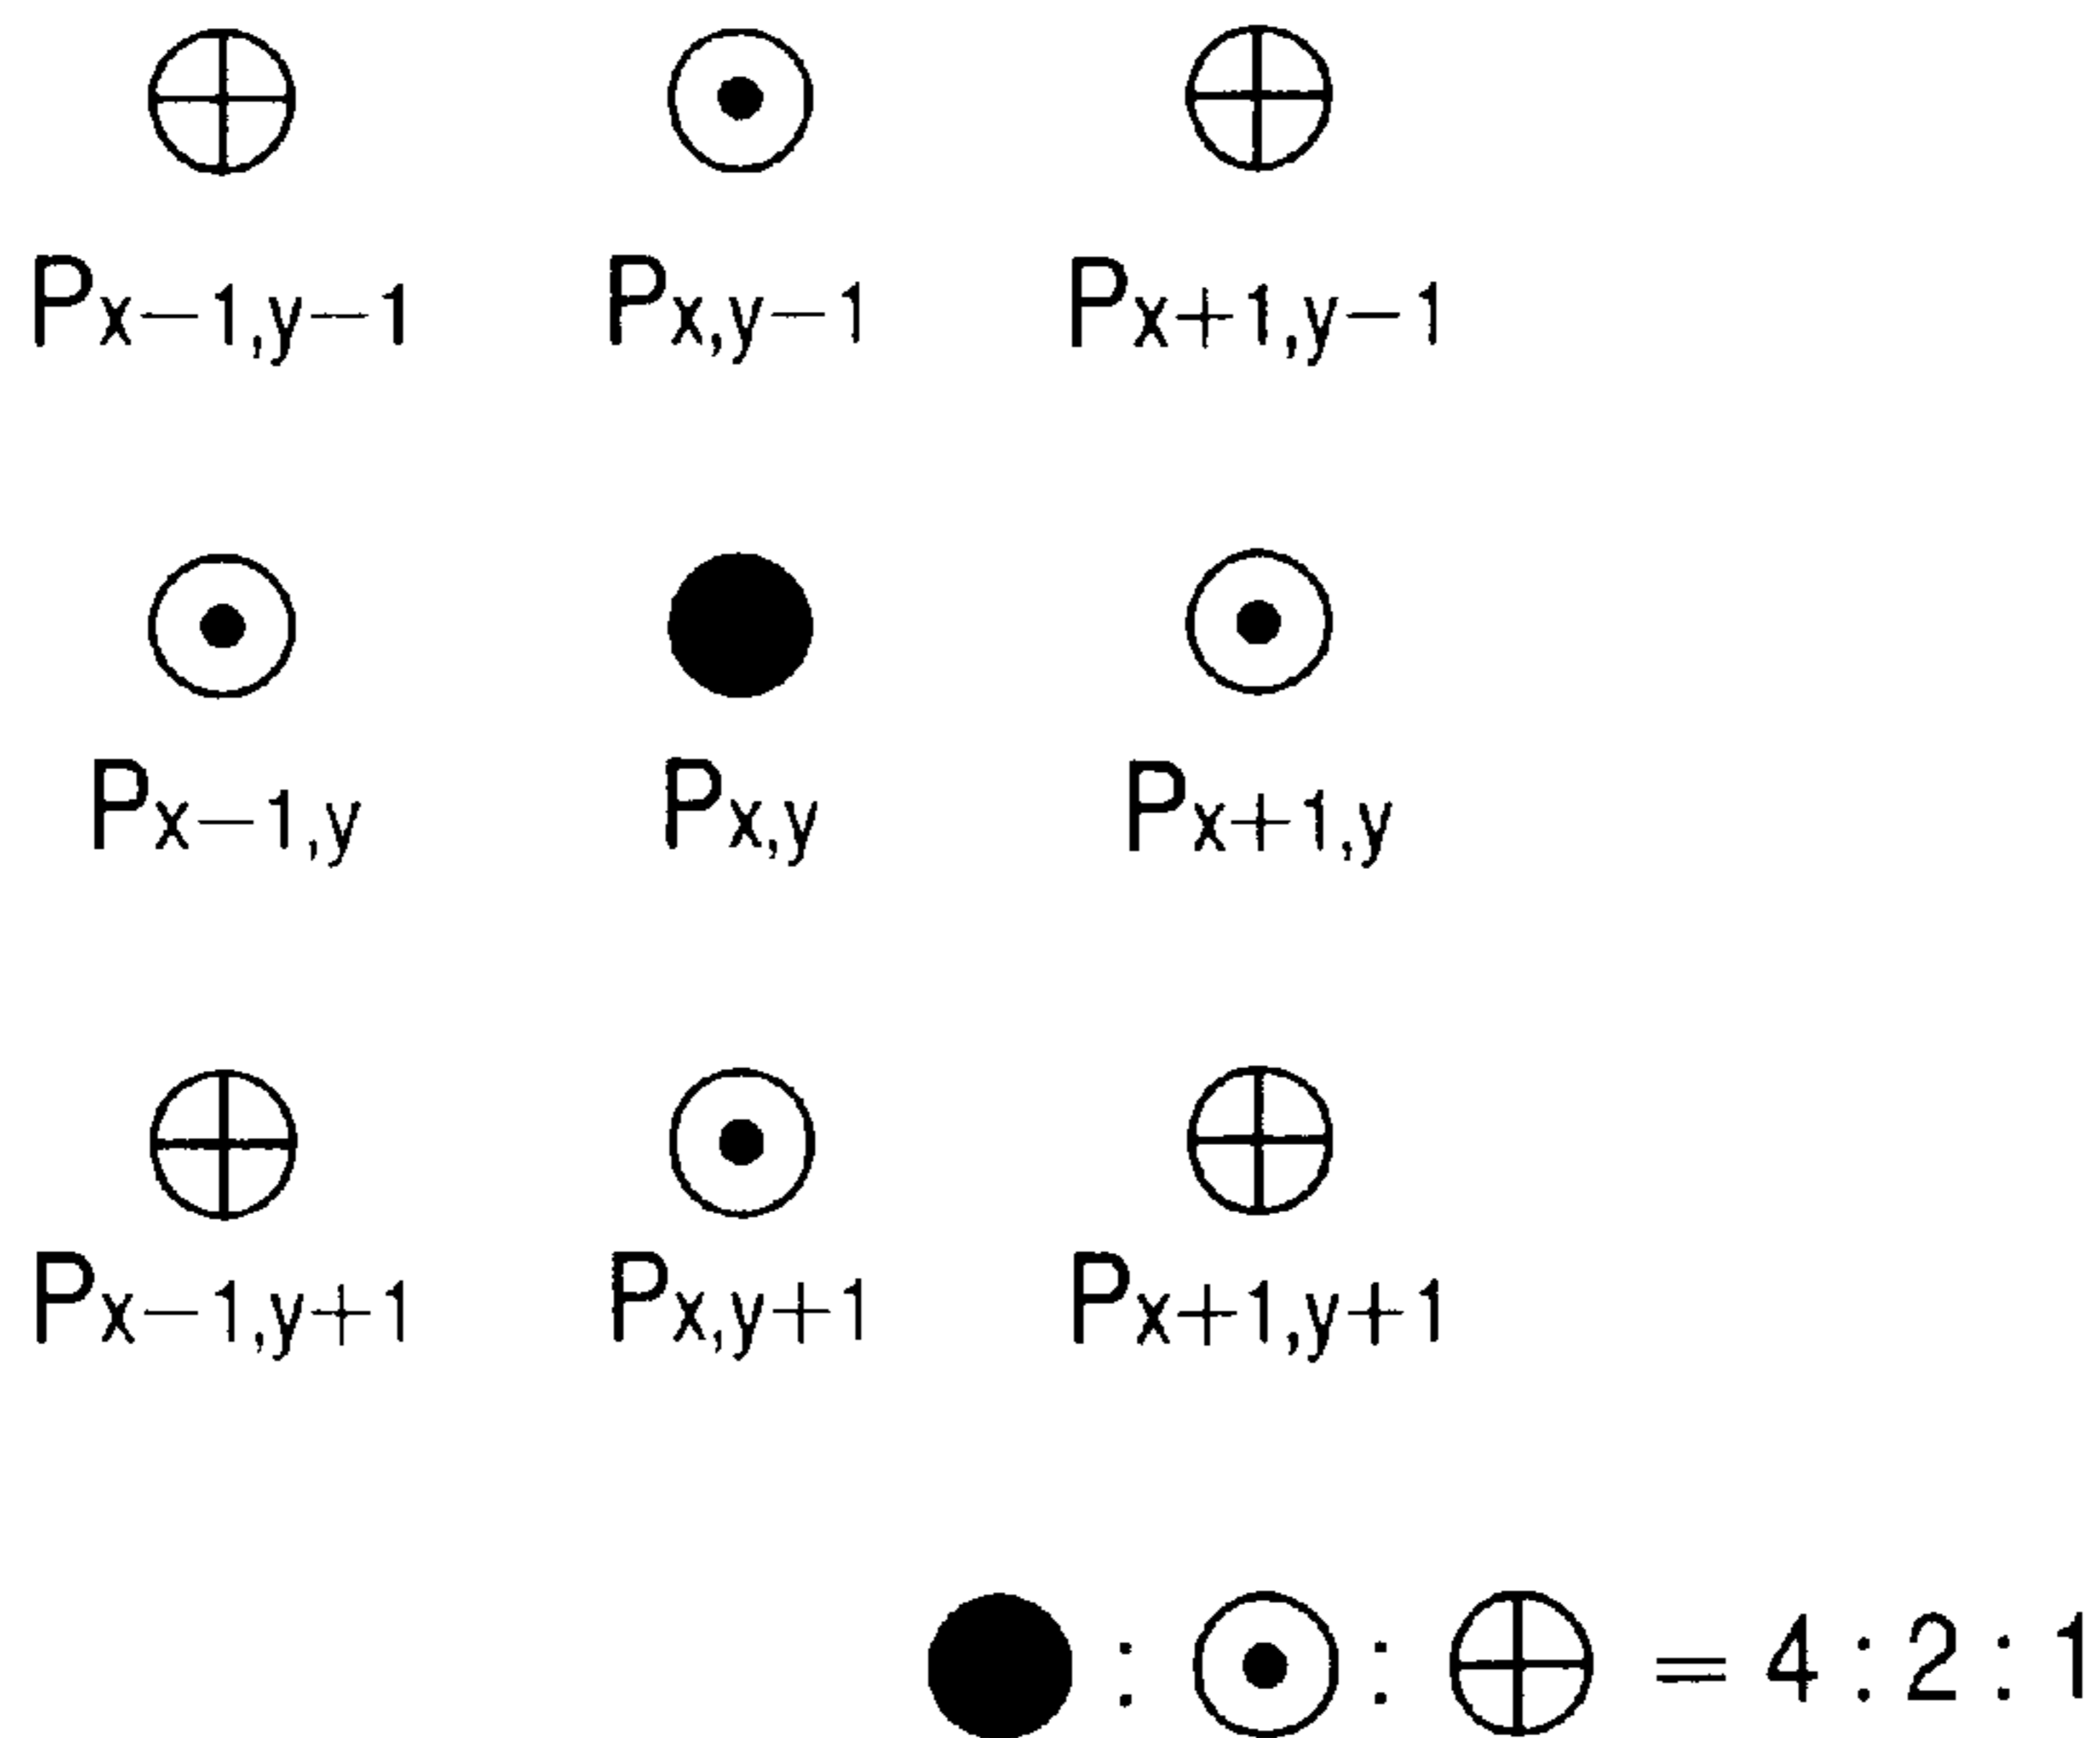 Px−1,y−1 Px,y−1 Px+1,y−1
Px−1,y Px,y Px+1,y
Px−1,y+1 Px,y+1 Px+1,y+1
● : ⊙ : ⊕ = 4 : 2 : 1